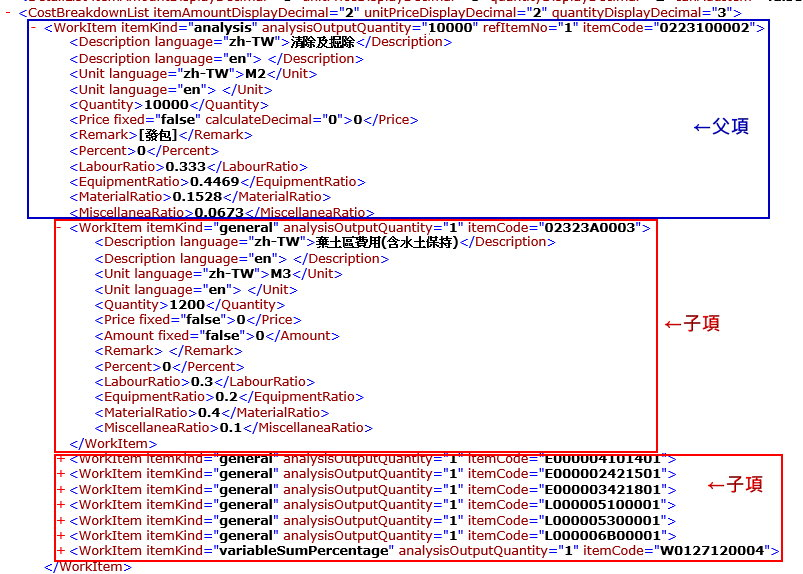 - <CostBreakdownList itemAmountDisplayDecimal="2" unitPriceDisplayDecimal="2" quantityDisplayDecimal="3">
- <WorkItem itemKind="analysis" analysisOutputQuantity="10000" refItemNo="1" itemCode="0223100002">
<Description language="zh-TW">清除及掘除</Description>
<Description language="en"> </Description>
<Unit language="zh-TW">M2</Unit>
<Unit language="en"> </Unit>
<Quantity>10000</Quantity>
<Price fixed="false" calculateDecimal="0">0</Price>
←父項
<Remark>[發包]</Remark>
<Percent>0</Percent>
<LabourRatio>0.333</LabourRatio>
<EquipmentRatio>0.4469</EquipmentRatio>
<MaterialRatio>0.1528</MaterialRatio>
<MiscellaneaRatio>0.0673</MiscellaneaRatio>
- <WorkItem itemKind="general" analysisOutputQuantity="1" itemCode="02323A0003">
<Description language="zh-TW">棄土區費用(含水土保持)</Description>
<Description language="en"> </Description>
<Unit language="zh-TW">M3</Unit>
<Unit language="en"> </Unit>
<Quantity>1200</Quantity>
<Price fixed="false">0</Price>
←子項
<Amount fixed="false">0</Amount>
<Remark> </Remark>
<Percent>0</Percent>
<LabourRatio>0.3</LabourRatio>
<EquipmentRatio>0.2</EquipmentRatio>
<MaterialRatio>0.4</MaterialRatio>
<MiscellaneaRatio>0.1</MiscellaneaRatio>
</WorkItem>
+ <WorkItem itemKind="general" analysisOutputQuantity="1" itemCode="E000004101401">
+ <WorkItem itemKind="general" analysisOutputQuantity="1" itemCode="E000002421501">
←子項
+ <WorkItem itemKind="general" analysisOutputQuantity="1" itemCode="E000003421801">
+ <WorkItem itemKind="general" analysisOutputQuantity="1" itemCode="L000005100001">
+ <WorkItem itemKind="general" analysisOutputQuantity="1" itemCode="L000005300001">
+ <WorkItem itemKind="general" analysisOutputQuantity="1" itemCode="L000006B00001">
+ <WorkItem itemKind="variableSumPercentage" analysisOutputQuantity="1" itemCode="W0127120004">
</WorkItem>